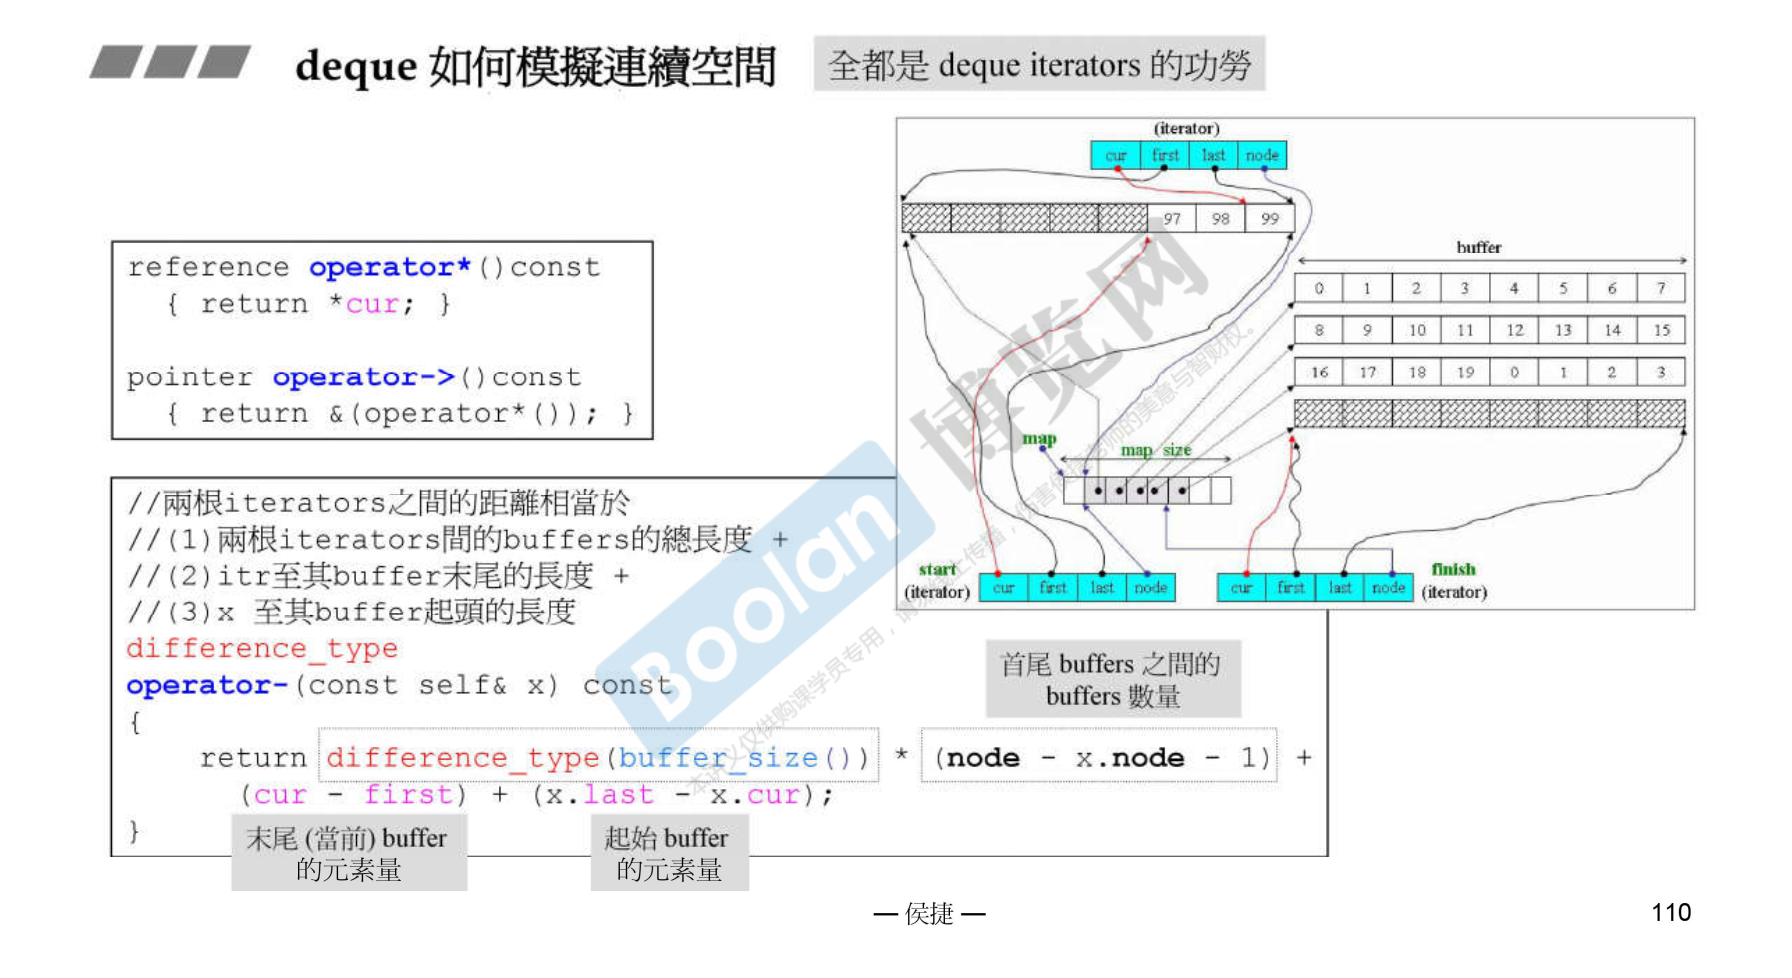 deque 如何模擬連續空間
全都是 deque iterators 的功勞
reference operator*()const
{ return *cur; }
pointer operator->()const
{ return &(operator*()); }
(iterator)
cur first last node
97 98 99
buffer
0 1 2 3 4 5 6 7
8 9 10 11 12 13 14 15
16 17 18 19 0 1 2 3
map
map_size
start
(iterator)
cur first last node
cur first last node
finish
(iterator)
//兩根iterators之間的距離相當於
//(1)兩根iterators間的buffers的總長度 +
//(2)itr至其buffer末尾的長度 +
//(3)x 至其buffer起頭的長度
difference_type
operator-(const self& x) const
{
return difference_type(buffer_size()) * (node - x.node - 1) +
(cur - first) + (x.last - x.cur);
}
首尾 buffers 之間的
buffers 數量
末尾 (當前) buffer
的元素量
起始 buffer
的元素量
Boolan
博览网
— 侯捷 —
110